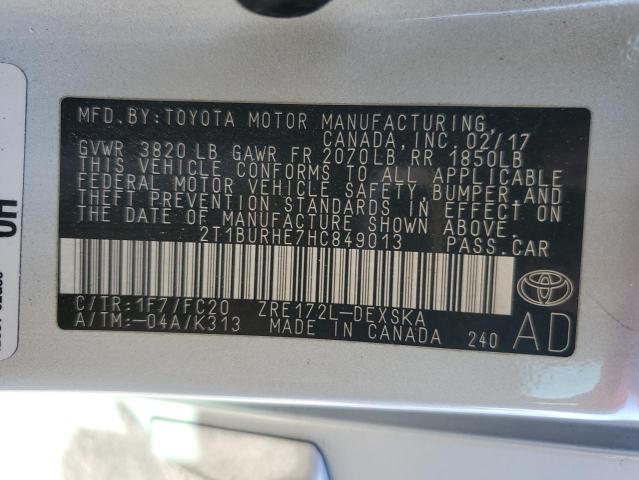 MFD.BY:TOYOTA MOTOR MANUFACTURING,
CANADA, INC. 02/17
GVWR 3820 LB GAWR FR 2070LB RR 1850LB
THIS VEHICLE CONFORMS TO ALL APPLICABLE
FEDERAL MOTOR VEHICLE SAFETY, BUMPER, AND
THEFT PREVENTION STANDARDS IN EFFECT ON
THE DATE OF MANUFACTURE SHOWN ABOVE.
2T1BURHE7HC849013 PASS.CAR
C/TR:1F7/FC20 ZRE172L-DEXSKA
A/TM:-04A/K313 MADE IN CANADA 240 AD